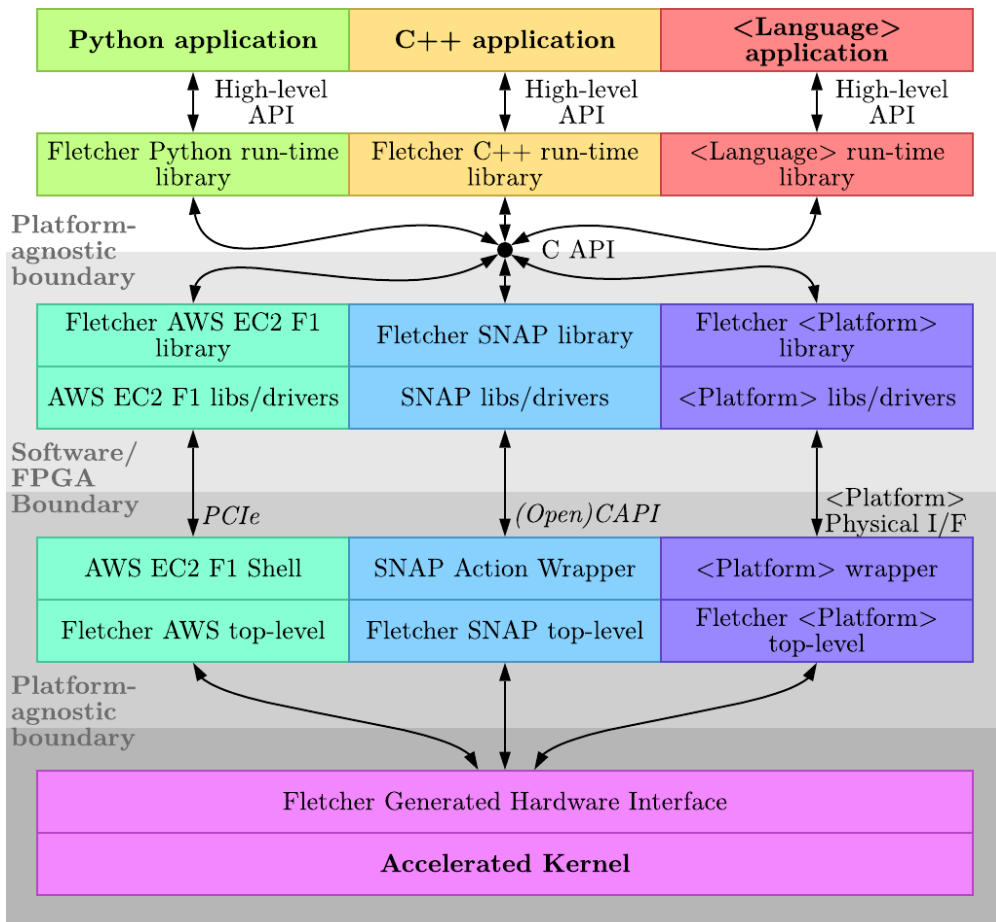 Python application
C++ application
<Language>
application
High-level
API
High-level
API
High-level
API
Fletcher Python run-time
library
Fletcher C++ run-time
library
<Language> run-time
library
Platform-
agnostic
boundary
C API
Fletcher AWS EC2 F1
library
Fletcher SNAP library
Fletcher <Platform>
library
AWS EC2 F1 libs/drivers
SNAP libs/drivers
<Platform> libs/drivers
Software/
FPGA
Boundary
PCIe
(Open)CAPI
<Platform>
Physical I/F
AWS EC2 F1 Shell
SNAP Action Wrapper
<Platform> wrapper
Fletcher AWS top-level
Fletcher SNAP top-level
Fletcher <Platform>
top-level
Platform-
agnostic
boundary
Fletcher Generated Hardware Interface
Accelerated Kernel